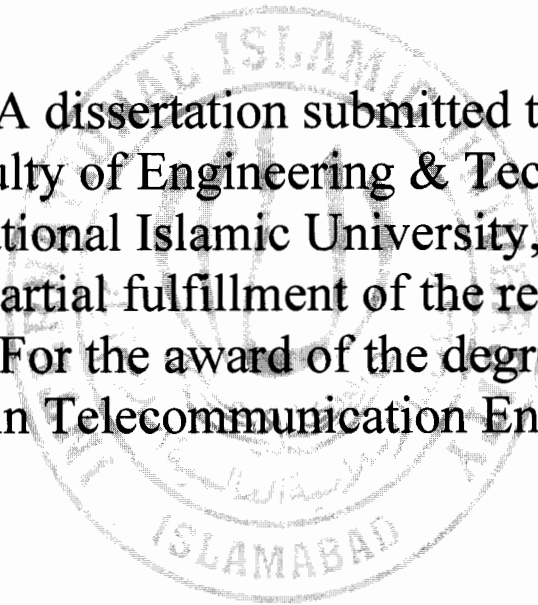 A dissertation submitted t
ulty of Engineering & Tec
tional Islamic University,
artial fulfillment of the re
For the award of the degr
n Telecommunication En
ISLAMABAD